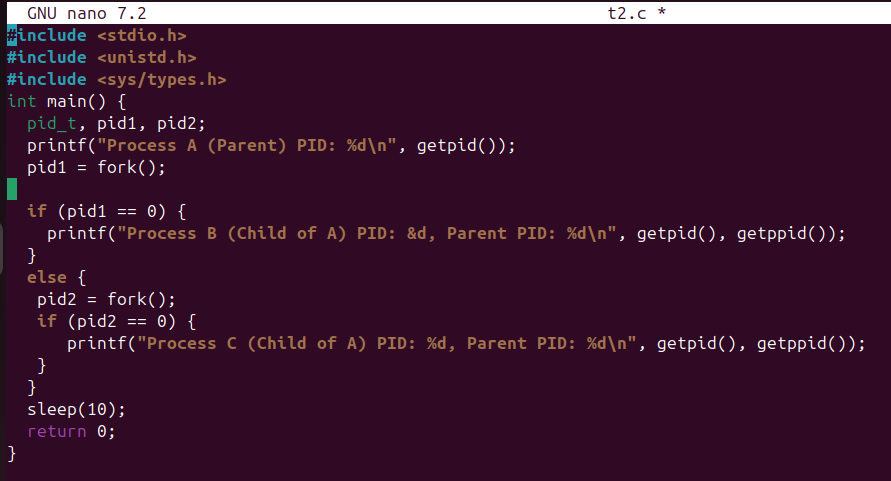 GNU nano 7.2 t2.c *
#include <stdio.h>
#include <unistd.h>
#include <sys/types.h>
int main() {
  pid_t, pid1, pid2;
  printf("Process A (Parent) PID: %d\n", getpid());
  pid1 = fork();

  if (pid1 == 0) {
    printf("Process B (Child of A) PID: &d, Parent PID: %d\n", getpid(), getppid());
  }
  else {
   pid2 = fork();
   if (pid2 == 0) {
      printf("Process C (Child of A) PID: %d, Parent PID: %d\n", getpid(), getppid());
   }
  }
  sleep(10);
  return 0;
}